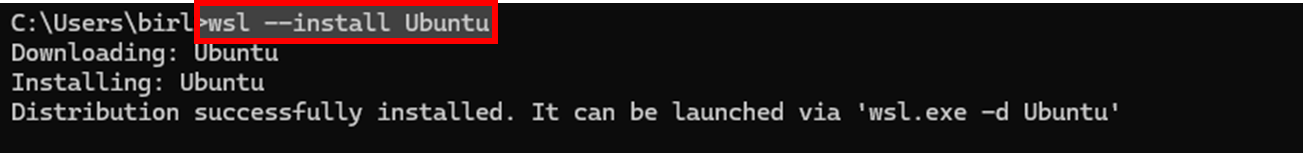 C:\Users\birl>wsl --install Ubuntu
Downloading: Ubuntu
Installing: Ubuntu
Distribution successfully installed. It can be launched via 'wsl.exe -d Ubuntu'